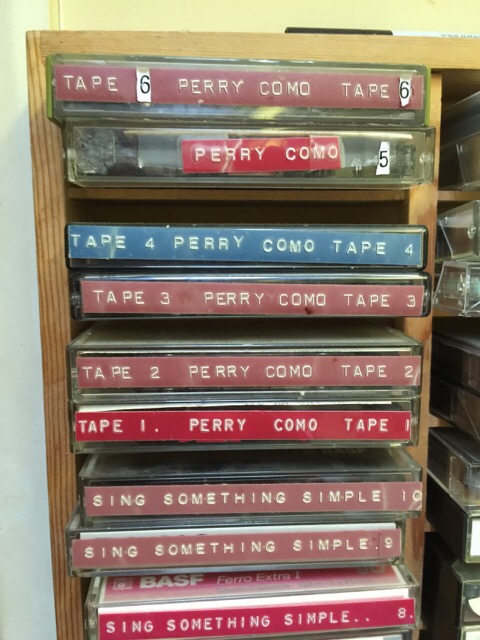 TAPE 6 PERRY COMO TAPE 6
PERRY COMO 5
TAPE 4 PERRY COMO TAPE 4
TAPE 3 PERRY COMO TAPE 3
TAPE 2 PERRY COMO TAPE 2
TAPE 1. PERRY COMO TAPE 1
SING SOMETHING SIMPLE 10
SING SOMETHING SIMPLE.9
BASF Ferro Extra I
SING SOMETHING SIMPLE.. 8.